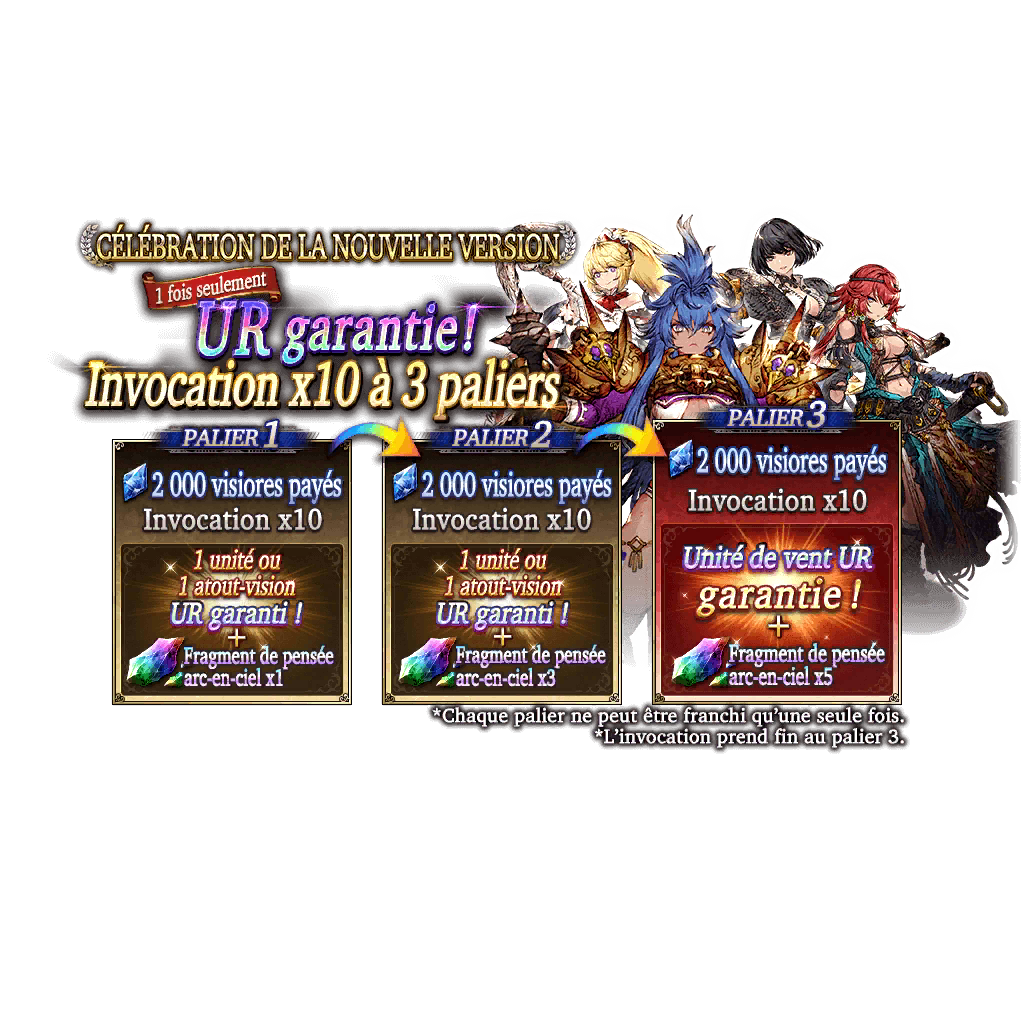 CÉLÉBRATION DE LA NOUVELLE VERSION
1 fois seulement
UR garantie!
Invocation x10 à 3 paliers
PALIER 1
2 000 visiores payés
Invocation x10
1 unité ou
1 atout-vision
UR garanti !
+
Fragment de pensée
arc-en-ciel x1
PALIER 2
2 000 visiores payés
Invocation x10
1 unité ou
1 atout-vision
UR garanti !
+
Fragment de pensée
arc-en-ciel x3
PALIER 3
2 000 visiores payés
Invocation x10
Unité de vent UR
garantie !
+
Fragment de pensée
arc-en-ciel x5
*Chaque palier ne peut être franchi qu'une seule fois.
*L'invocation prend fin au palier 3.